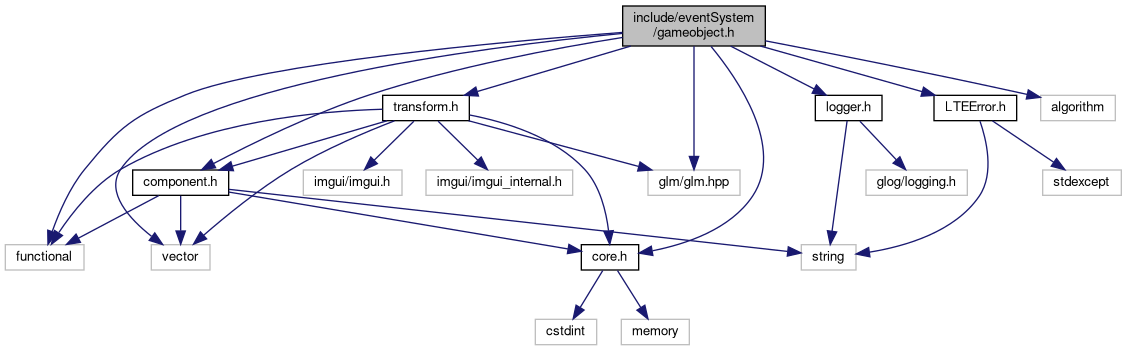 include/eventSystem
/gameobject.h
transform.h
logger.h
LTEError.h
algorithm
component.h
imgui/imgui.h
imgui/imgui_internal.h
glm/glm.hpp
glog/logging.h
stdexcept
functional
vector
core.h
string
cstdint
memory